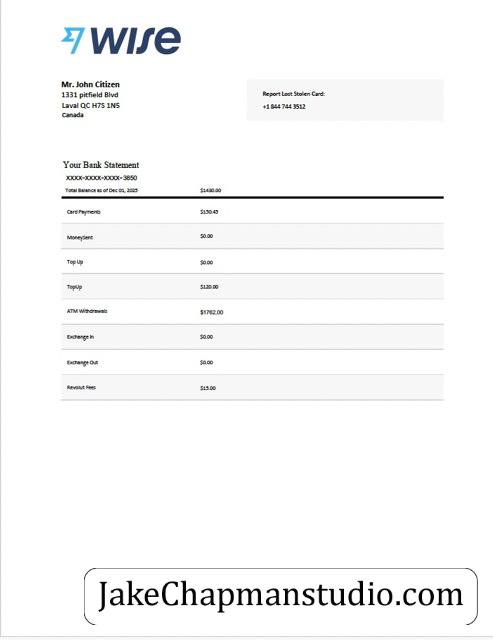 WISE
Mr. John Citizen
1331 pitfield Blvd
Laval QC H7S 1N5
Canada
Report Lost Stolen Card:
+1 844 744 3512
Your Bank Statement
XXXX-XXXX-XXXX-3850
Total Balance as of Dec 01, 2025 $1430.00
Card Payments $150.45
MoneySent $0.00
Top Up $0.00
TopUp $120.00
ATM Withdrawals $1762.00
Exchange In $0.00
Exchange Out $0.00
Revolut Fees $15.00
JakeChapmanstudio.com